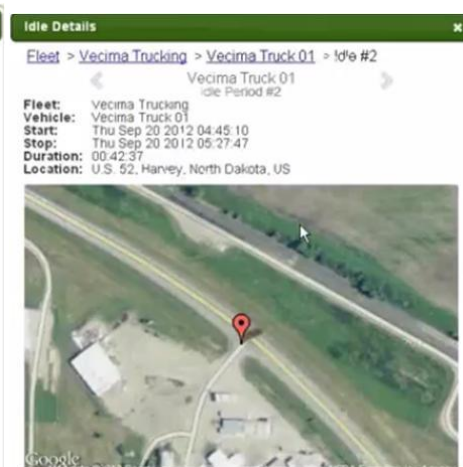 Idle Details x
Fleet > Vecima Trucking > Vecima Truck 01 > Idle #2
Vecima Truck 01
Idle Period #2
Fleet: Vecima Trucking
Vehicle: Vecima Truck 01
Start: Thu Sep 20 2012 04:45:10
Stop: Thu Sep 20 2012 05:27:47
Duration: 00:42:37
Location: U.S. 52, Harvey, North Dakota, US
Google